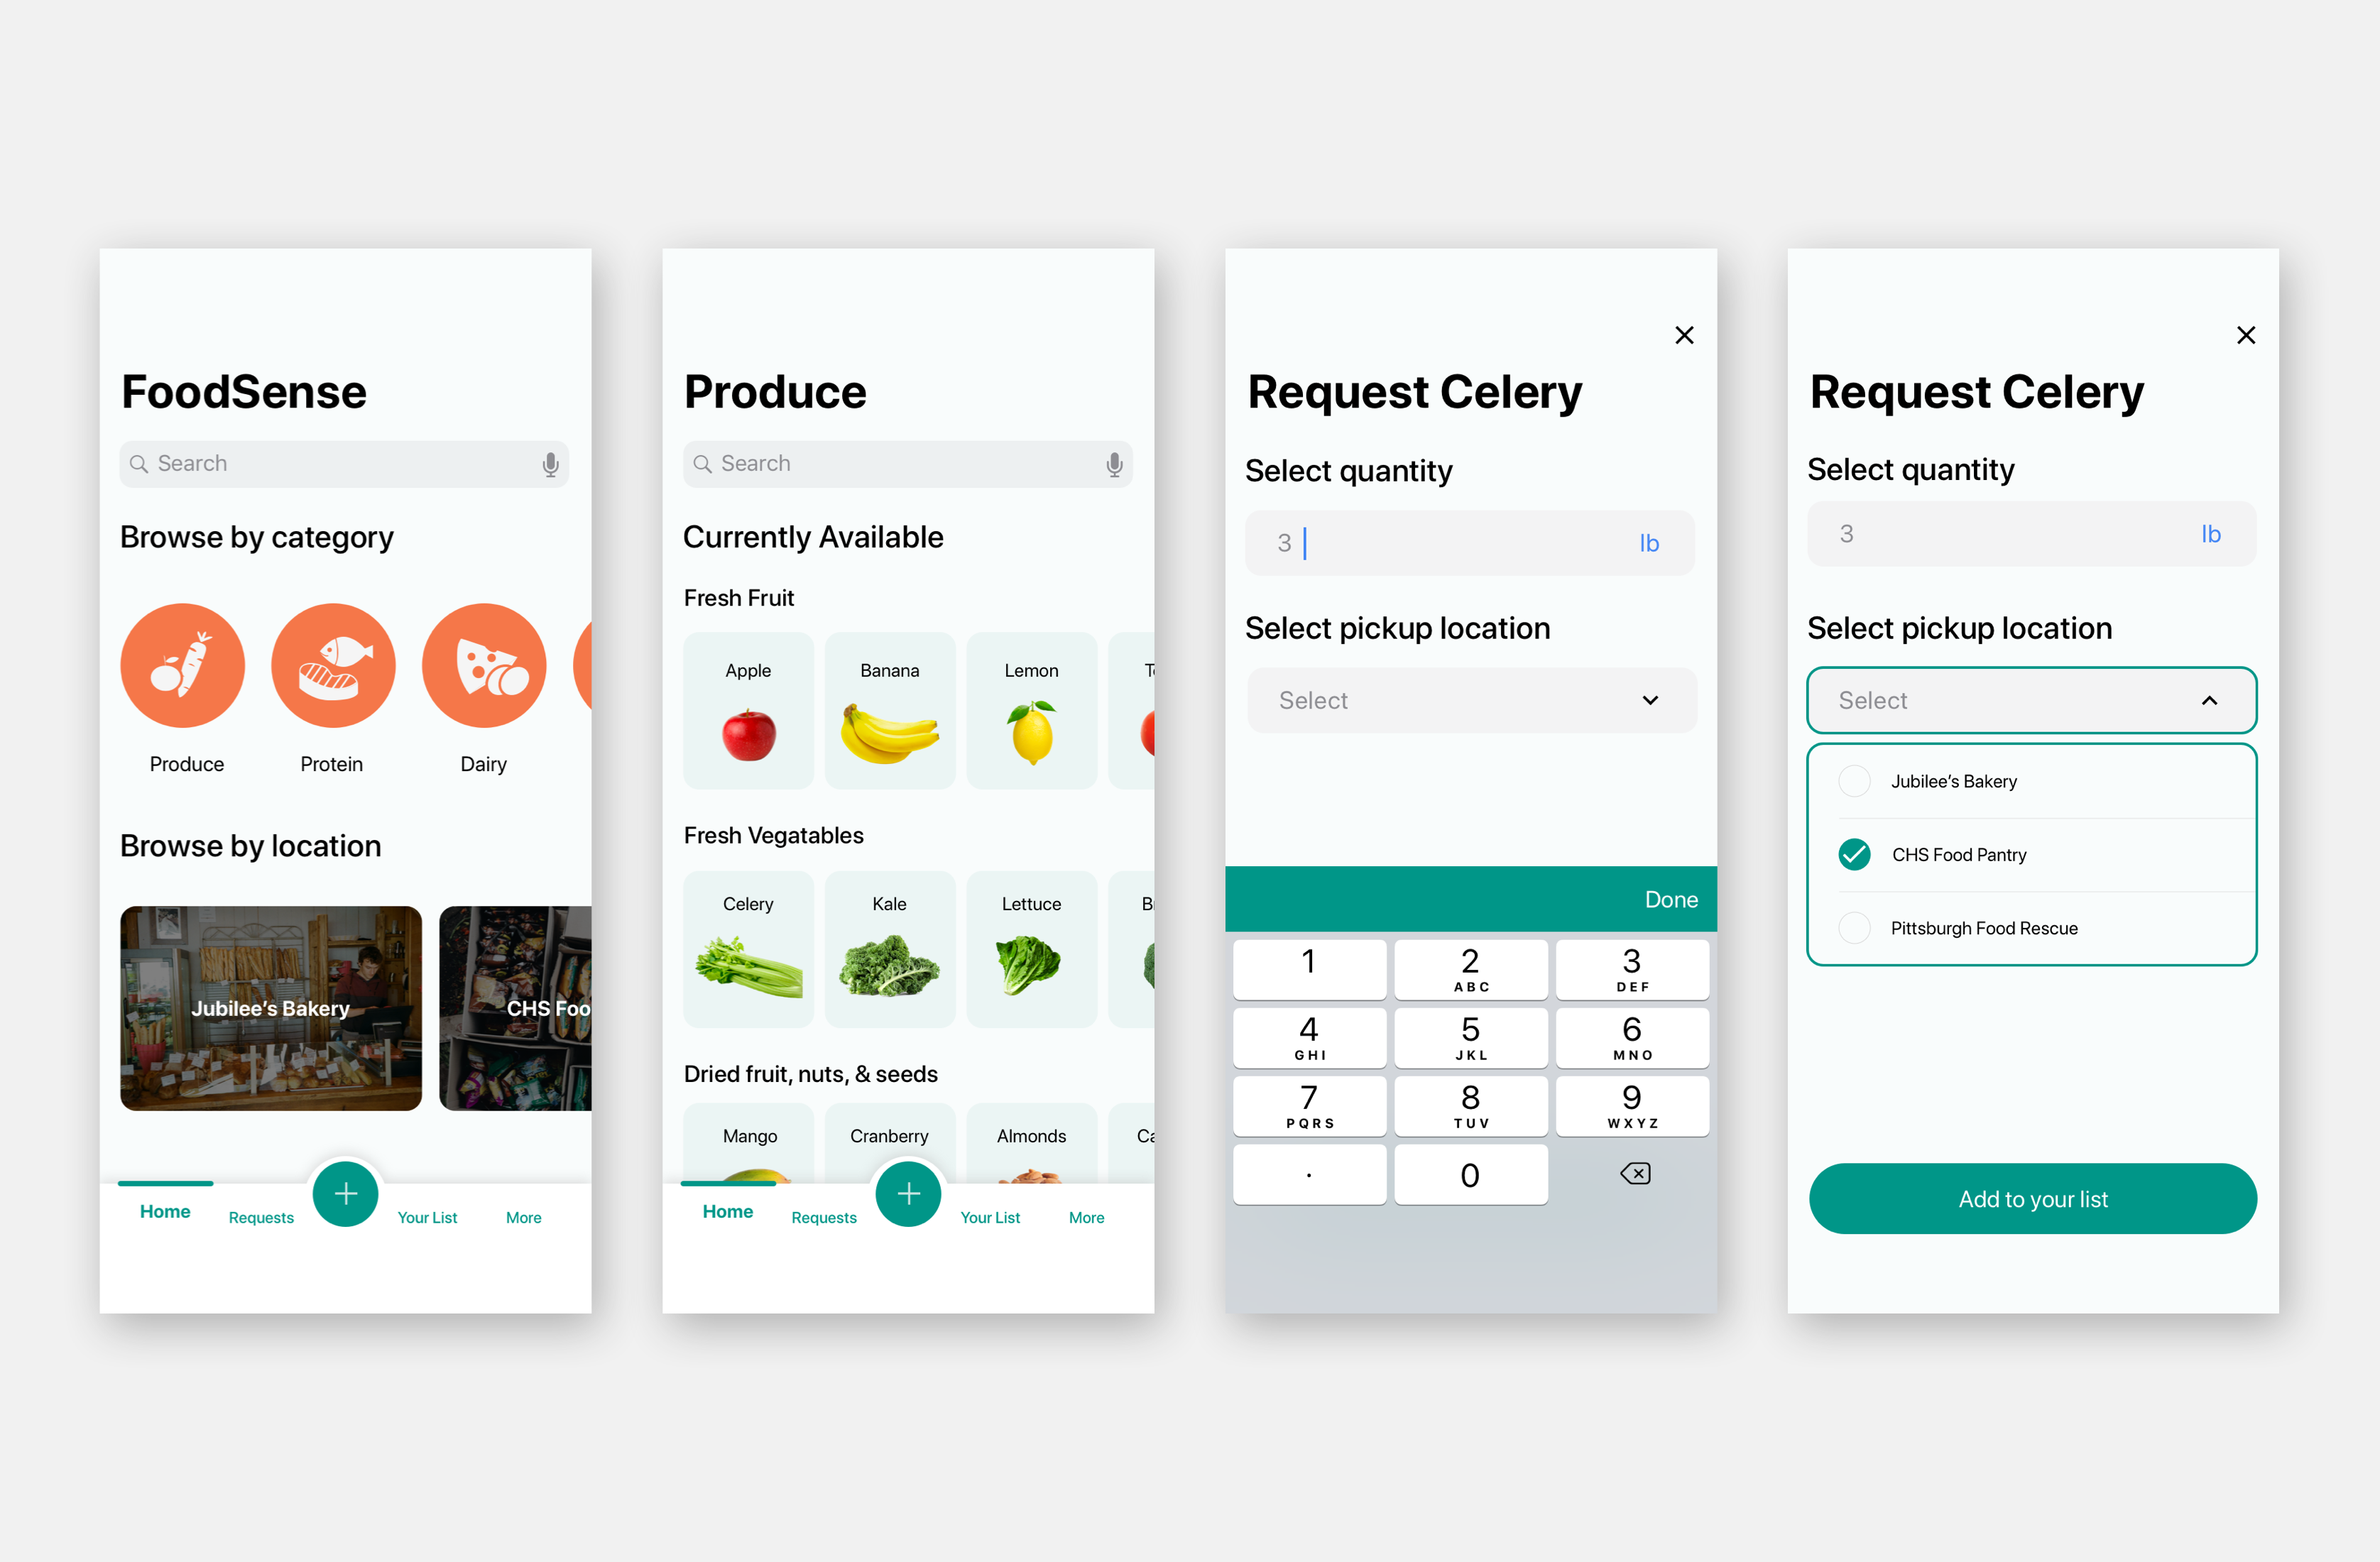 FoodSense
Search
Browse by category
Produce
Protein
Dairy
Browse by location
Jubilee's Bakery
CHS Foo
Home
Requests
Your List
More
Produce
Search
Currently Available
Fresh Fruit
Apple
Banana
Lemon
Fresh Vegatables
Celery
Kale
Lettuce
Dried fruit, nuts, & seeds
Mango
Cranberry
Almonds
Ca
Home
Requests
Your List
More
Request Celery
Select quantity
3
lb
Select pickup location
Select
Done
1
2
ABC
3
DEF
4
GHI
5
JKL
6
MNO
7
PQRS
8
TUV
9
WXYZ
.
0
Request Celery
Select quantity
3
lb
Select pickup location
Select
Jubilee's Bakery
CHS Food Pantry
Pittsburgh Food Rescue
Add to your list